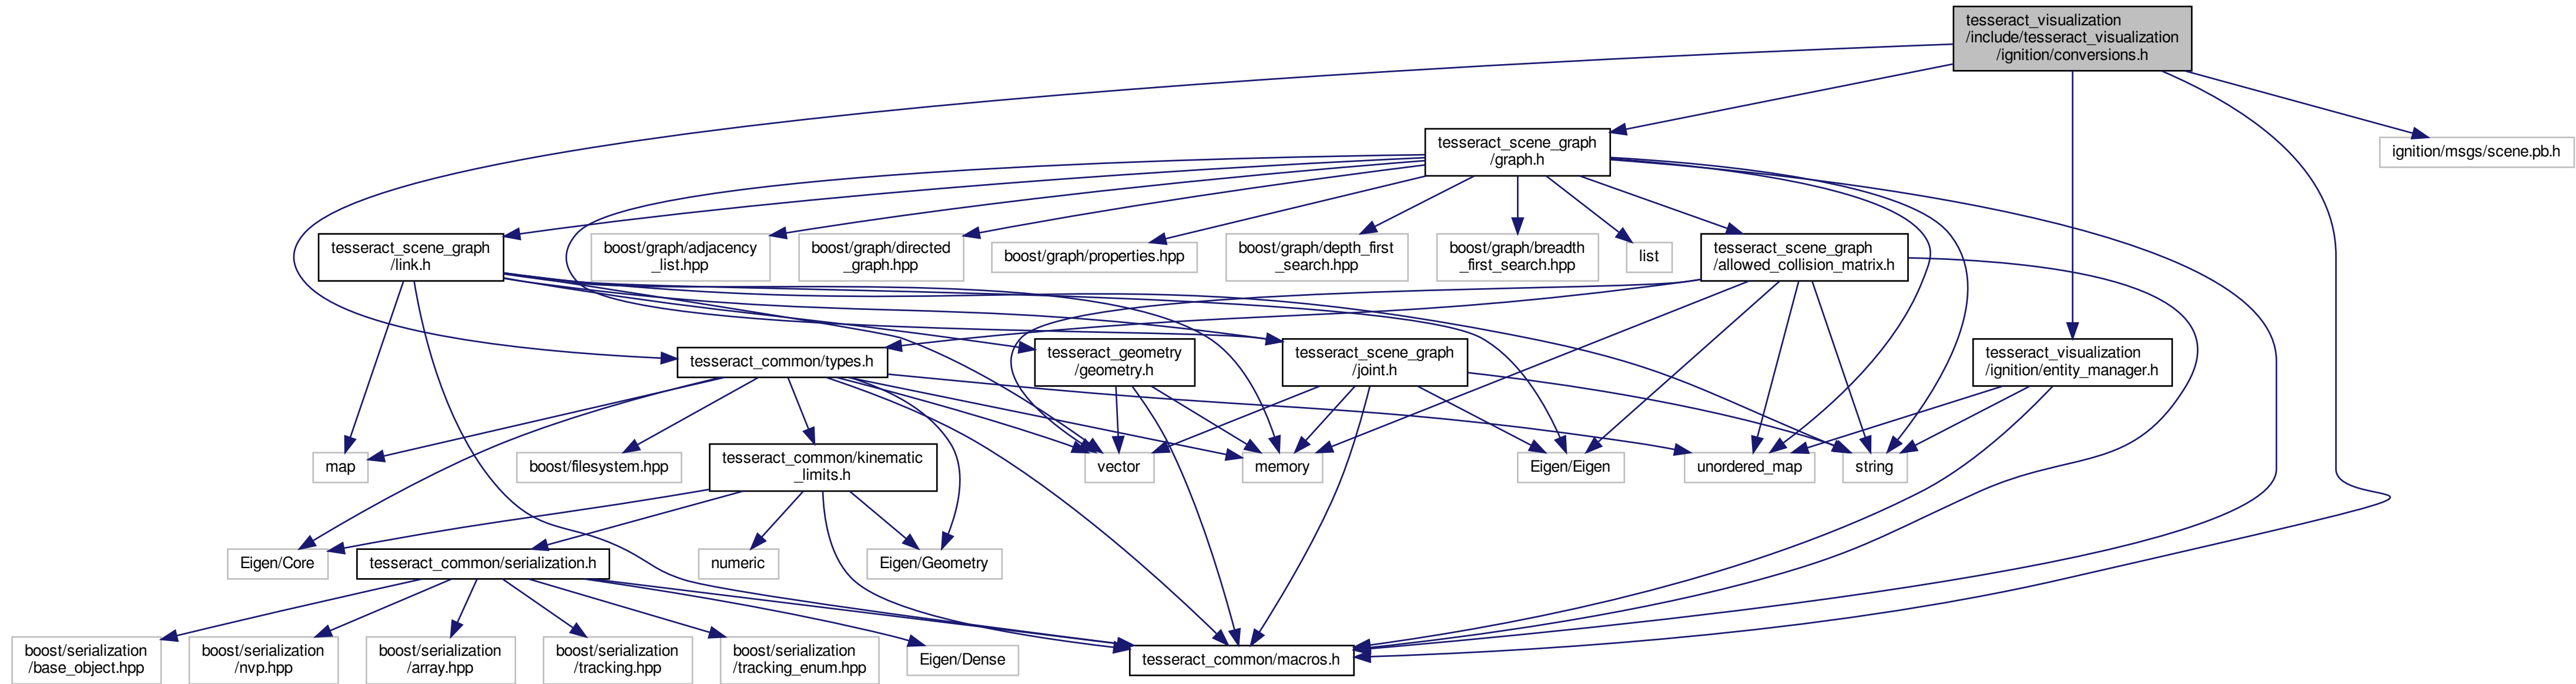 tesseract_visualization
/include/tesseract_visualization
/ignition/conversions.h
tesseract_scene_graph
/graph.h
ignition/msgs/scene.pb.h
tesseract_scene_graph
/link.h
boost/graph/adjacency
_list.hpp
boost/graph/directed
_graph.hpp
boost/graph/properties.hpp
boost/graph/depth_first
_search.hpp
boost/graph/breadth
_first_search.hpp
list
tesseract_scene_graph
/allowed_collision_matrix.h
tesseract_common/types.h
tesseract_geometry
/geometry.h
tesseract_scene_graph
/joint.h
tesseract_visualization
/ignition/entity_manager.h
map
boost/filesystem.hpp
tesseract_common/kinematic
_limits.h
vector
memory
Eigen/Eigen
unordered_map
string
Eigen/Core
tesseract_common/serialization.h
numeric
Eigen/Geometry
boost/serialization
/base_object.hpp
boost/serialization
/nvp.hpp
boost/serialization
/array.hpp
boost/serialization
/tracking.hpp
boost/serialization
/tracking_enum.hpp
Eigen/Dense
tesseract_common/macros.h